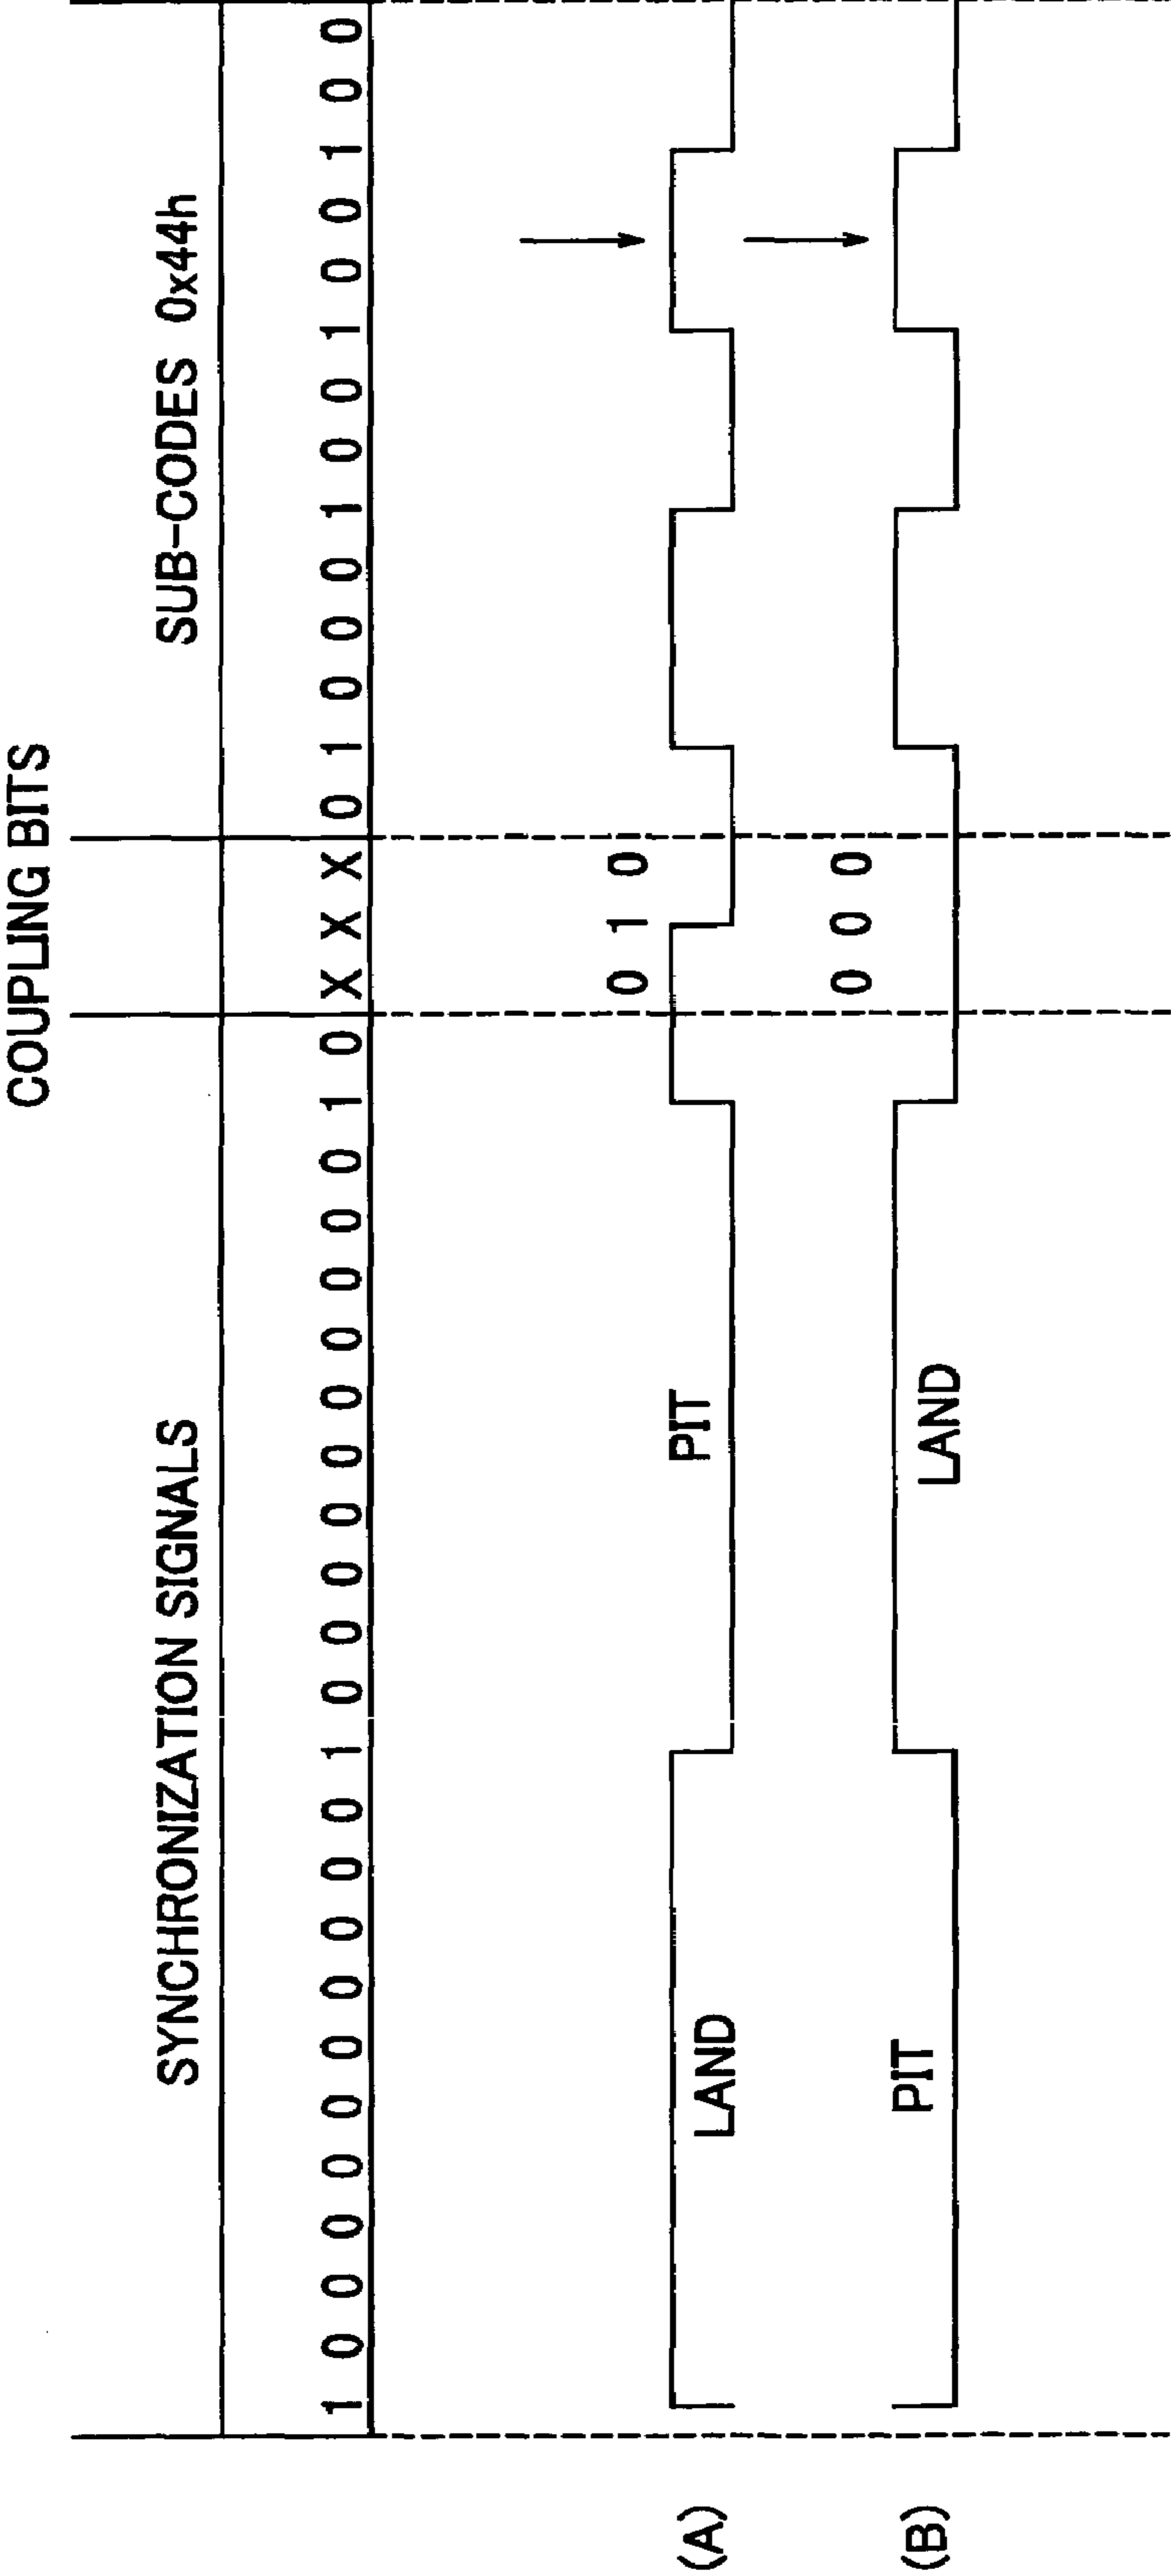 COUPLING BITS
SYNCHRONIZATION SIGNALS
SUB-CODES 0x44h
1 0 0 0 0 0 0 0 0 0 0 1 0 0 0 0 0 0 0 0 0 0 1 0 X X X 0 1 0 0 0 1 0 0 1 0 0 1 0 0
0 1 0
(A)
LAND
PIT
0 0 0
(B)
PIT
LAND